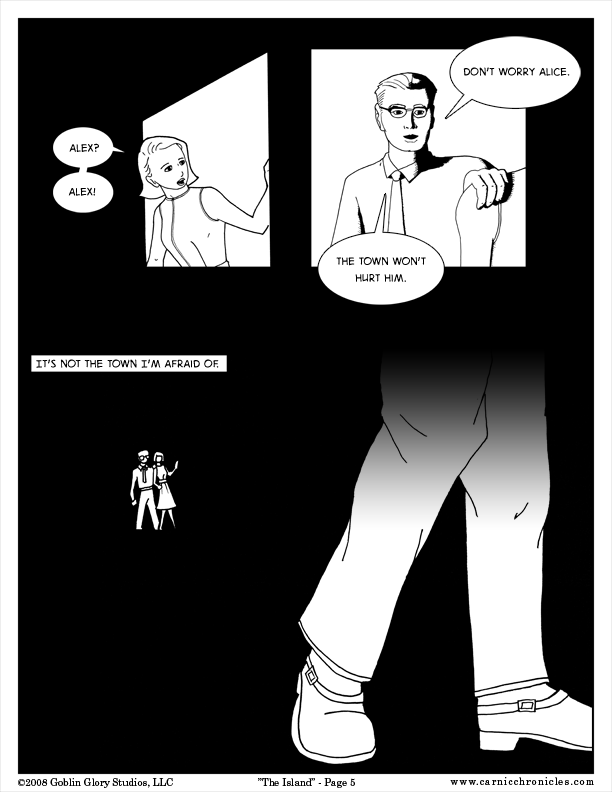 ALEX?
ALEX!
DON'T WORRY ALICE.
THE TOWN WON'T
HURT HIM.
IT'S NOT THE TOWN I'M AFRAID OF.
©2008 Goblin Glory Studios, LLC
"The Island" - Page 5
www.carnicchronicles.com